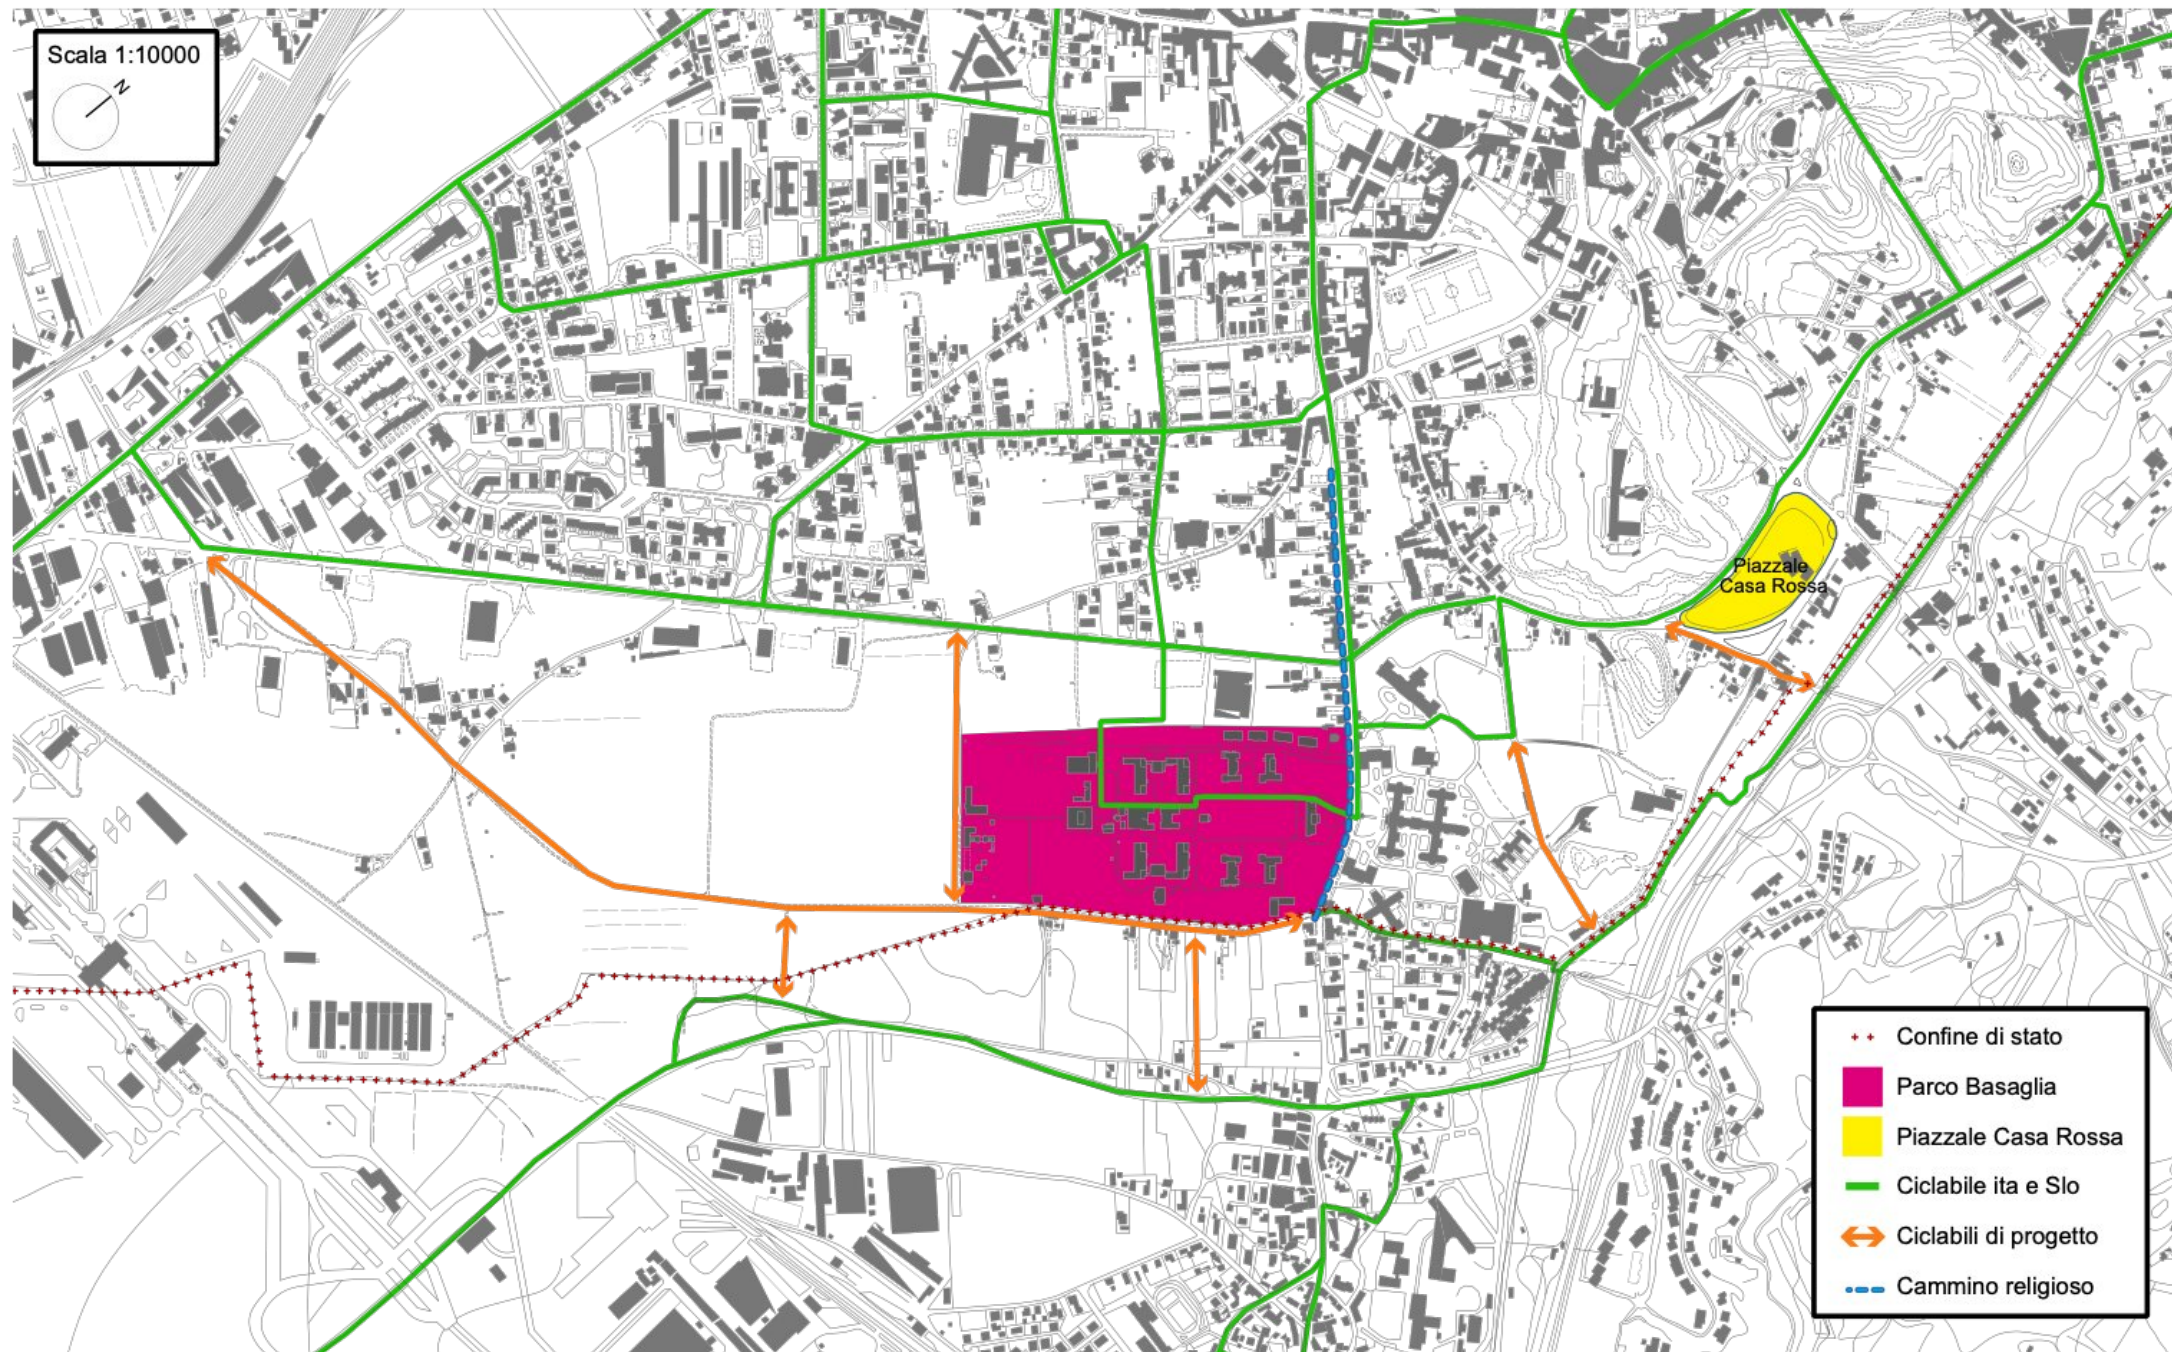 Scala 1:10000
N
Piazzale
Casa Rossa
Confine di stato
Parco Basaglia
Piazzale Casa Rossa
Ciclabile ita e Slo
Ciclabili di progetto
Cammino religioso